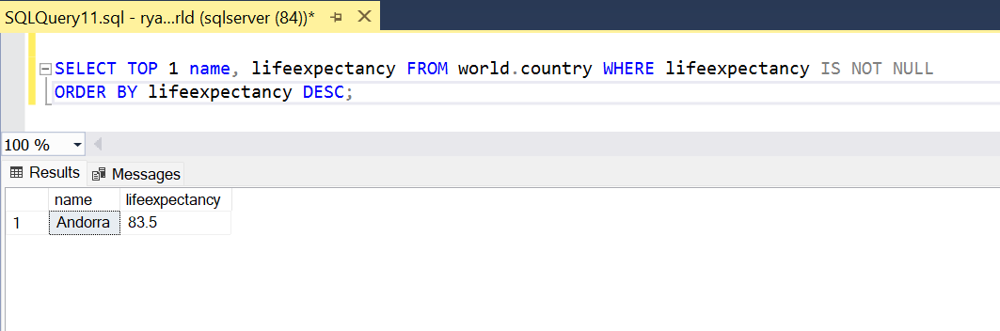 SQLQuery11.sql - rya...rld (sqlserver (84))*
SELECT TOP 1 name, lifeexpectancy FROM world.country WHERE lifeexpectancy IS NOT NULL
ORDER BY lifeexpectancy DESC;
100 %
Results Messages
name lifeexpectancy
1 Andorra 83.5